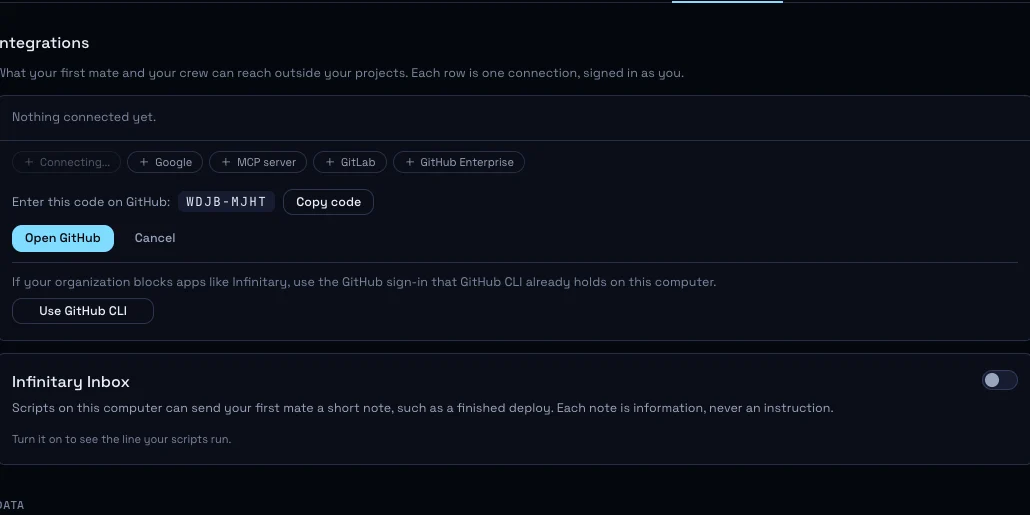 ntegrations
What your first mate and your crew can reach outside your projects. Each row is one connection, signed in as you.
Nothing connected yet.
+ Connecting... + Google + MCP server + GitLab + GitHub Enterprise
Enter this code on GitHub: WDJB-MJHT Copy code
Open GitHub Cancel
If your organization blocks apps like Infinitary, use the GitHub sign-in that GitHub CLI already holds on this computer.
Use GitHub CLI
Infinitary Inbox
Scripts on this computer can send your first mate a short note, such as a finished deploy. Each note is information, never an instruction.
Turn it on to see the line your scripts run.
DATA